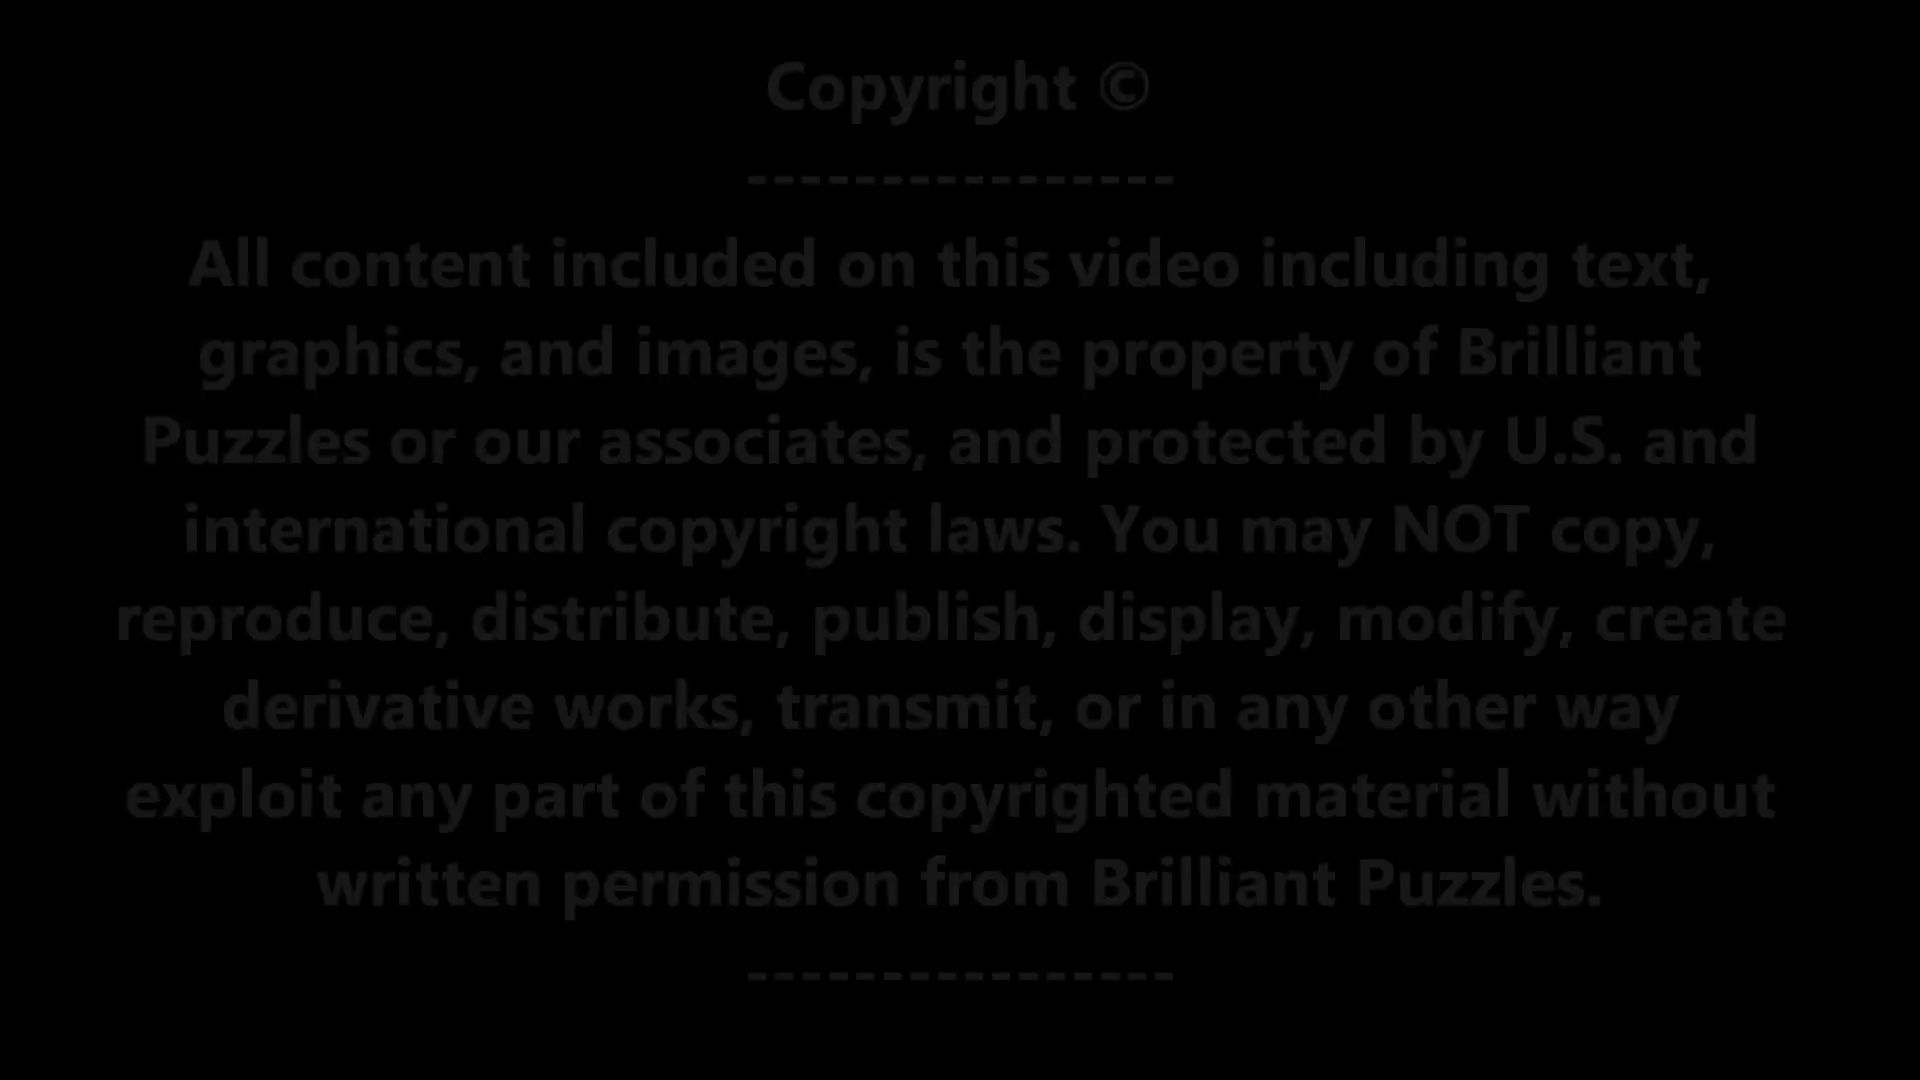 Copyright ©
----------------
All content included on this video including text,
graphics, and images, is the property of Brilliant
Puzzles or our associates, and protected by U.S. and
international copyright laws. You may NOT copy,
reproduce, distribute, publish, display, modify, create
derivative works, transmit, or in any other way
exploit any part of this copyrighted material without
written permission from Brilliant Puzzles.
----------------